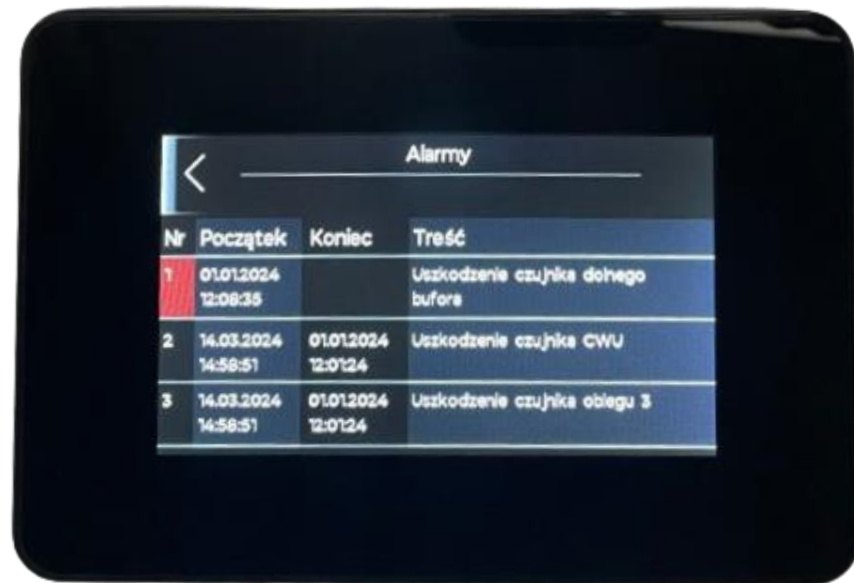 Alarmy
Nr Początek Koniec Treść
1 01.01.2024 Uszkodzenie czujnika dolnego
12:08:35 bufora
2 14.03.2024 01.01.2024 Uszkodzenie czujnika CWU
14:58:51 12:01:24
3 14.03.2024 01.01.2024 Uszkodzenie czujnika obiegu 3
14:58:51 12:01:24